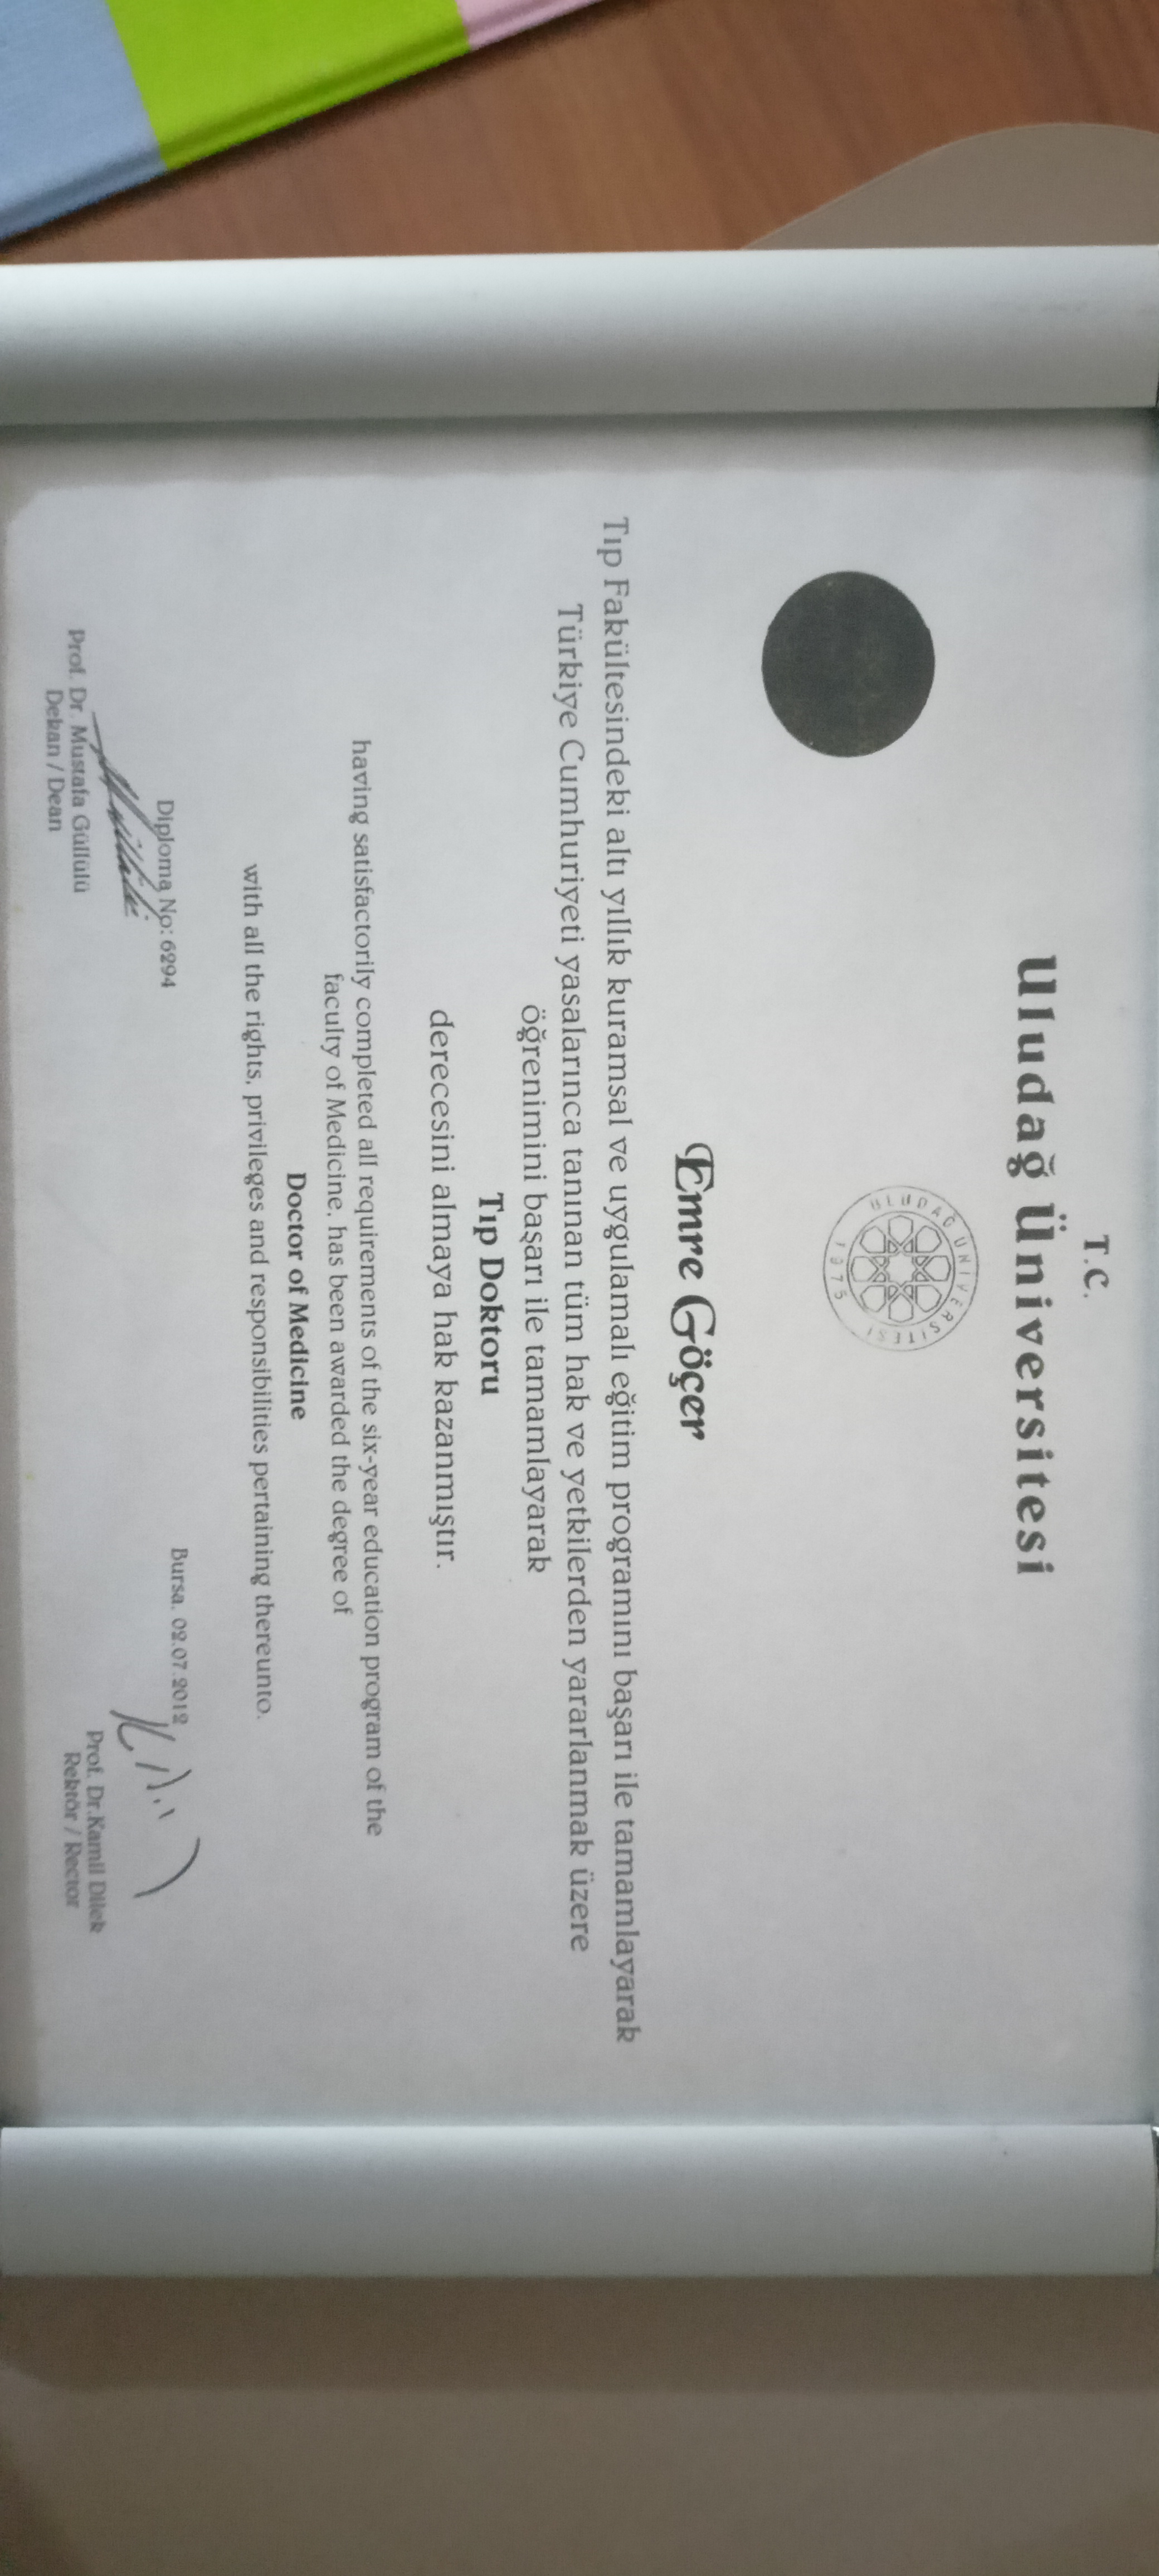 T.C.
Uludağ Üniversitesi
ULUDAĞ ÜNİVERSİTESİ
1975
Emre Göçer
Tıp Fakültesindeki altı yıllık kuramsal ve uygulamalı eğitim programını başarı ile tamamlayarak
Türkiye Cumhuriyeti yasalarınca tanınan tüm hak ve yetkilerden yararlanmak üzere
öğrenimini başarı ile tamamlayarak
Tıp Doktoru
derecesini almaya hak kazanmıştır.
having satisfactorily completed all requirements of the six-year education program of the
faculty of Medicine, has been awarded the degree of
Doctor of Medicine
with all the rights, privileges and responsibilities pertaining thereunto.
Diploma No: 6294
Bursa, 02.07.2012
Prof. Dr. Mustafa Güllülü
Dekan / Dean
Prof. Dr.Kamil Dilek
Rektör / Rector